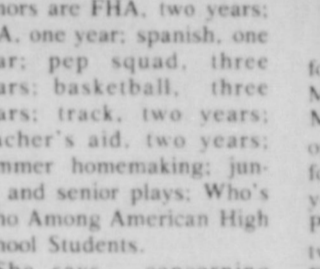 nors are FHA, two years;
A, one year; spanish, one
ar; pep squad, three
ars; basketball, three
ars; track, two years;
acher's aid, two years;
mmer homemaking; jun-
and senior plays; Who's
ho Among American High
hool Students.